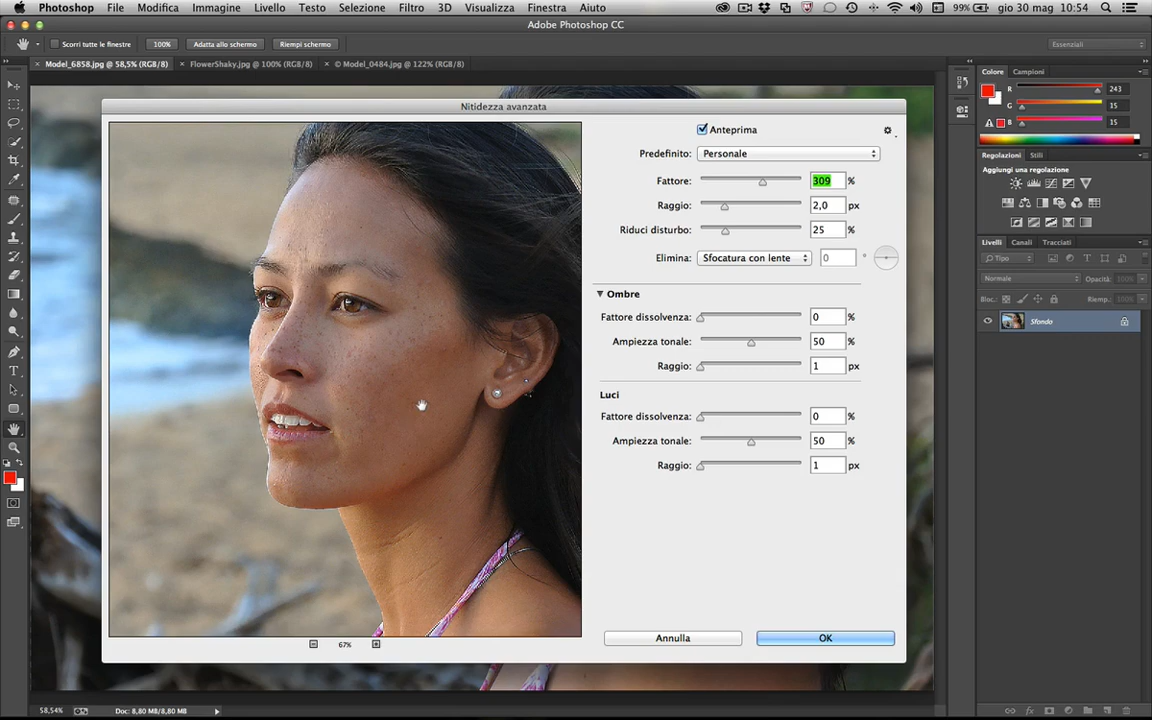 Photoshop File Modifica Immagine Livello Testo Selezione Filtro 3D Visualizza Finestra Aiuto 99% gio 30 mag 10:54
Adobe Photoshop CC
Scorri tutte le finestre 100% Adatta allo schermo Riempi schermo Essenziali
× Model_6858.jpg @ 58,5% (RGB/8) × FlowerShaky.jpg @ 100% (RGB/8) × © Model_0484.jpg @ 122% (RGB/8)
Colore Campioni
R 243
G 15
B 15
Regolazioni Stili
Aggiungi una regolazione
Livelli Canali Tracciati
Tipo
Normale Opacità: 100%
Bloc.: Riemp.: 100%
Sfondo
Nitidezza avanzata
Anteprima
Predefinito: Personale
Fattore: 309 %
Raggio: 2,0 px
Riduci disturbo: 25 %
Elimina: Sfocatura con lente 0 °
Ombre
Fattore dissolvenza: 0 %
Ampiezza tonale: 50 %
Raggio: 1 px
Luci
Fattore dissolvenza: 0 %
Ampiezza tonale: 50 %
Raggio: 1 px
Annulla OK
67%
58,54% Doc: 8,80 MB/8,80 MB
T
fx